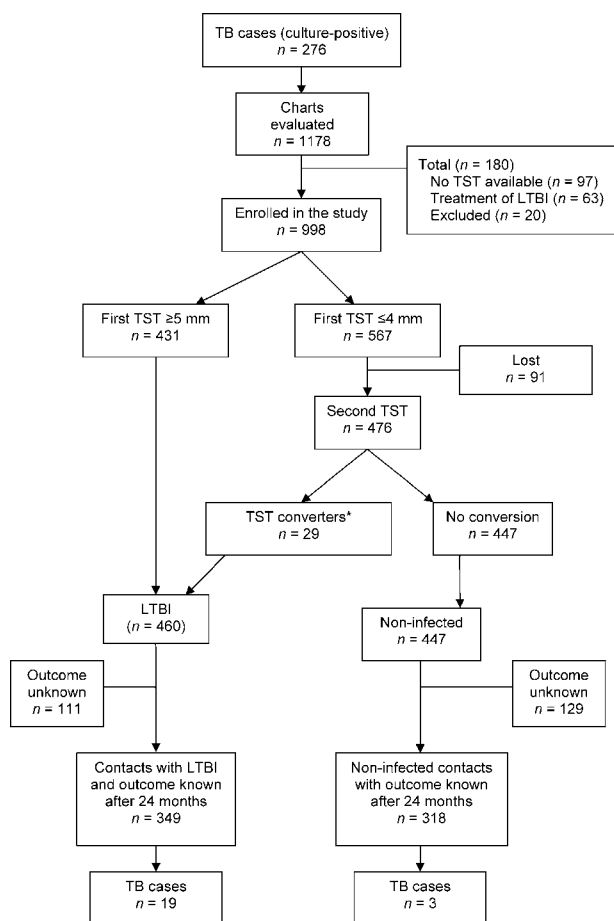 TB cases (culture-positive)
n = 276
Charts
evaluated
n = 1178
Total (n = 180)
No TST available (n = 97)
Treatment of LTBI (n = 63)
Excluded (n = 20)
Enrolled in the study
n = 998
First TST ≥5 mm
n = 431
First TST ≤4 mm
n = 567
Lost
n = 91
Second TST
n = 476
TST converters*
n = 29
No conversion
n = 447
LTBI
(n = 460)
Non-infected
n = 447
Outcome
unknown
n = 111
Outcome
unknown
n = 129
Contacts with LTBI
and outcome known
after 24 months
n = 349
Non-infected contacts
with outcome known
after 24 months
n = 318
TB cases
n = 19
TB cases
n = 3